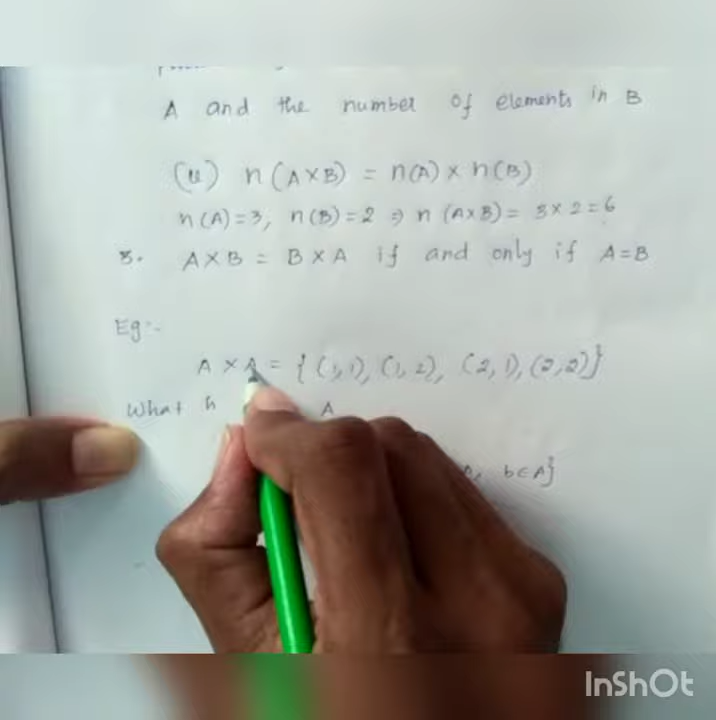 A and the number of elements in B
(ii) n(A×B) = n(A) × n(B)
n(A)=3, n(B)=2 ⇒ n (A×B)= 3×2=6
3. A×B = B×A if and only if A=B
Eg:-
A×A = {(1,1), (1,2), (2,1), (2,2)}
What A
b∈A}
InShOt